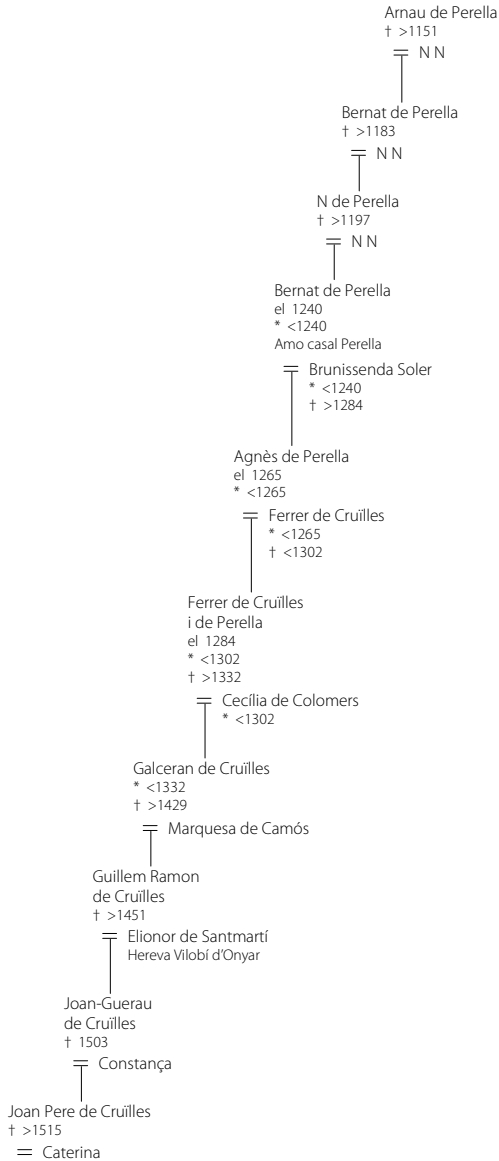 Arnau de Perella
† >1151
N N
Bernat de Perella
† >1183
N N
N de Perella
† >1197
N N
Bernat de Perella
el 1240
* <1240
Amo casal Perella
Brunissenda Soler
* <1240
† >1284
Agnès de Perella
el 1265
* <1265
Ferrer de Cruïlles
* <1265
† <1302
Ferrer de Cruïlles
i de Perella
el 1284
* <1302
† >1332
Cecília de Colomers
* <1302
Galceran de Cruïlles
* <1332
† >1429
Marquesa de Camós
Guillem Ramon
de Cruïlles
† >1451
Elionor de Santmartí
Hereva Vilobí d’Onyar
Joan-Guerau
de Cruïlles
† 1503
Constança
Joan Pere de Cruïlles
† >1515
Caterina